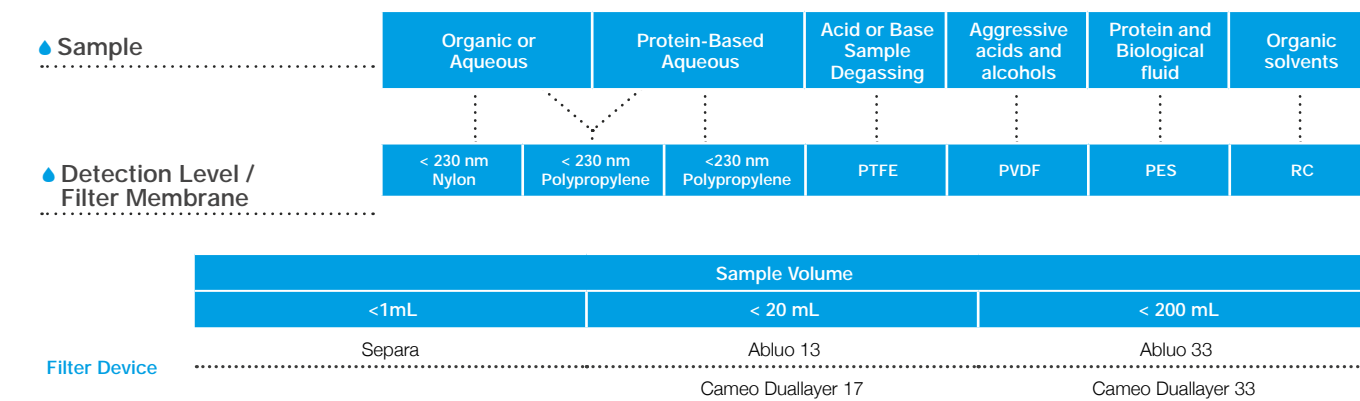 Sample
Organic or
Aqueous
Protein-Based
Aqueous
Acid or Base
Sample
Degassing
Aggressive
acids and
alcohols
Protein and
Biological
fluid
Organic
solvents
Detection Level /
Filter Membrane
< 230 nm
Nylon
< 230 nm
Polypropylene
<230 nm
Polypropylene
PTFE
PVDF
PES
RC
Sample Volume
<1mL
< 20 mL
< 200 mL
Filter Device
Separa
Abluo 13
Abluo 33
Cameo Duallayer 17
Cameo Duallayer 33